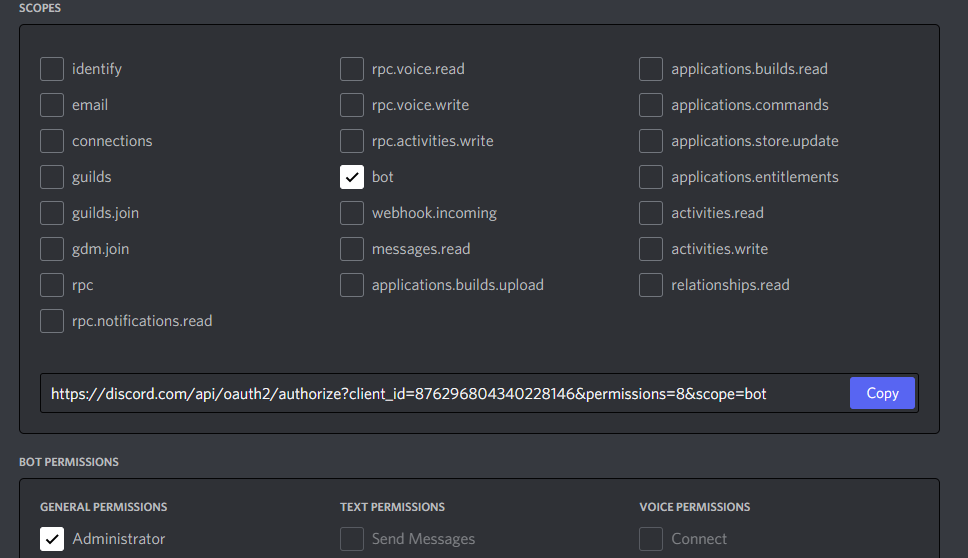 SCOPES
identify
rpc.voice.read
applications.builds.read
email
rpc.voice.write
applications.commands
connections
rpc.activities.write
applications.store.update
guilds
bot
applications.entitlements
guilds.join
webhook.incoming
activities.read
gdm.join
messages.read
activities.write
rpc
applications.builds.upload
relationships.read
rpc.notifications.read
https://discord.com/api/oauth2/authorize?client_id=876296804340228146&permissions=8&scope=bot
Copy
BOT PERMISSIONS
GENERAL PERMISSIONS
TEXT PERMISSIONS
VOICE PERMISSIONS
Administrator
Send Messages
Connect